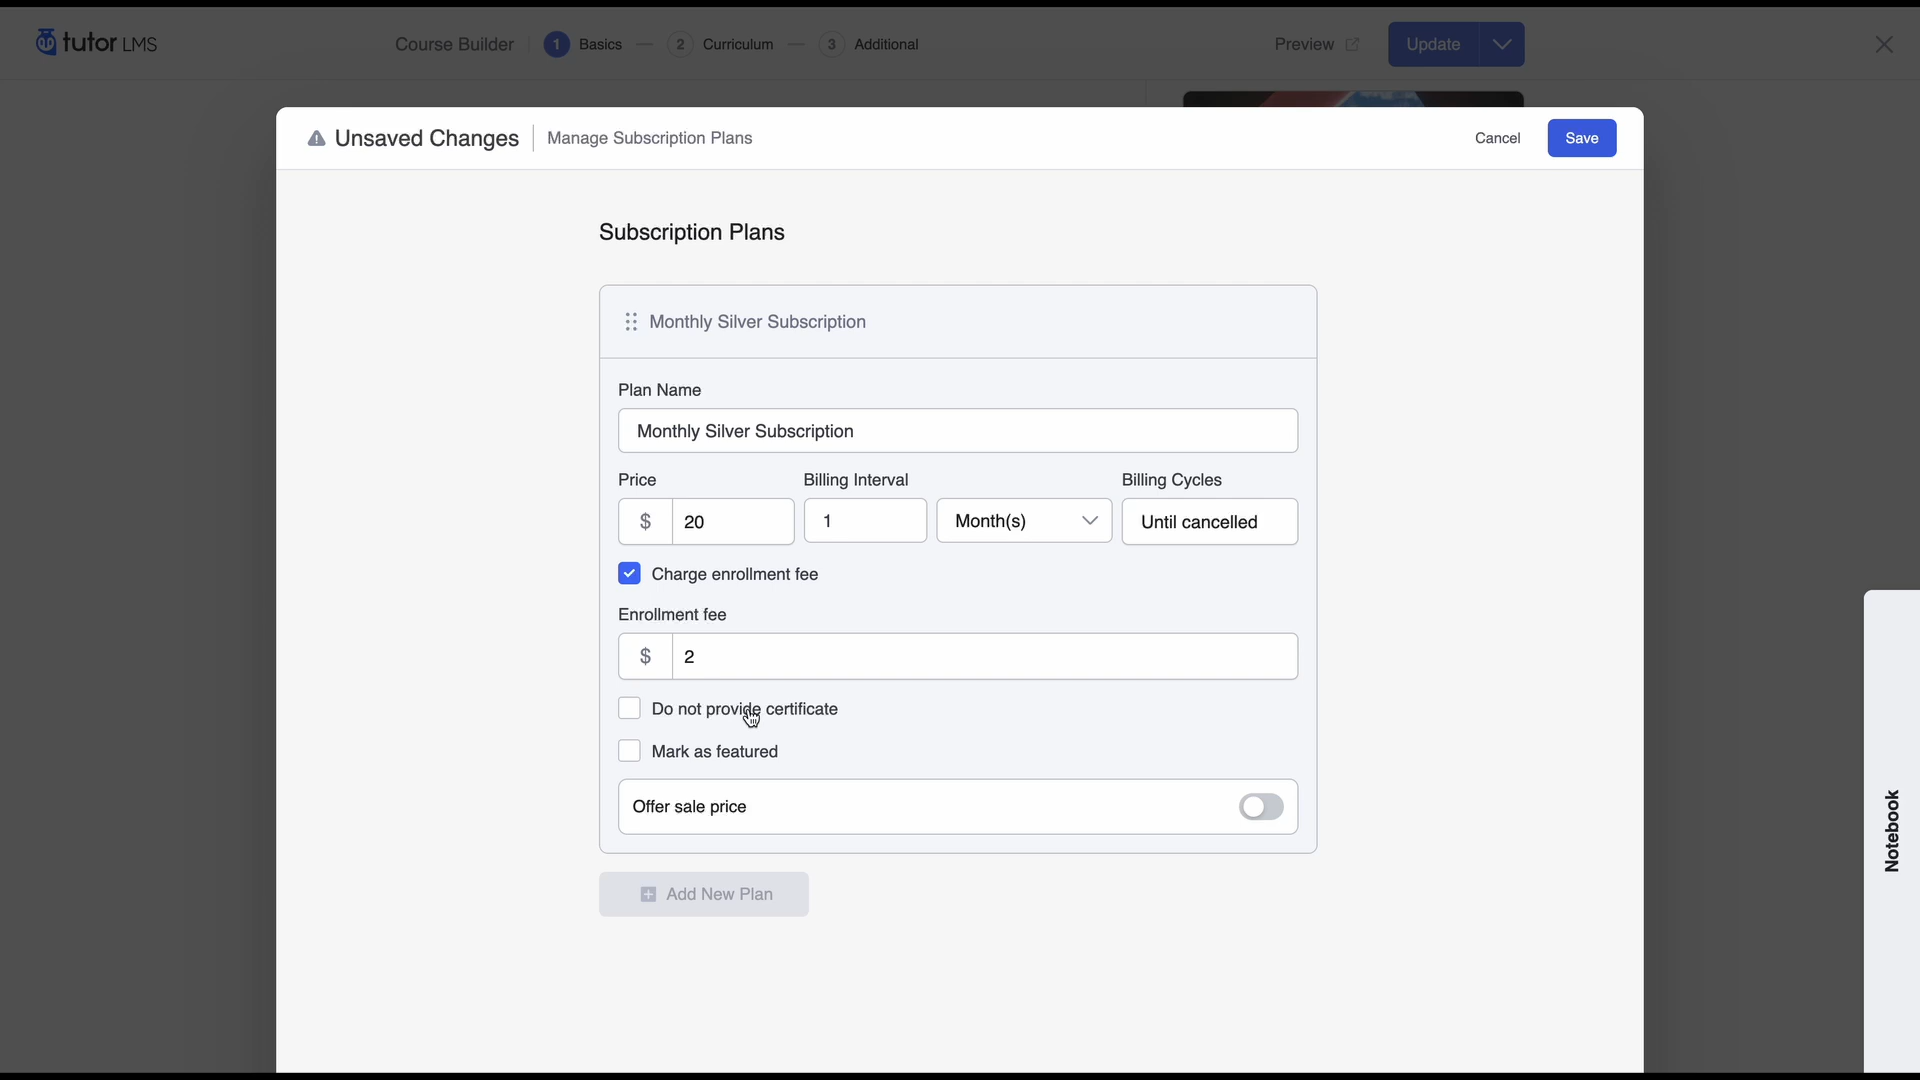 tutor LMS
Course Builder
1 Basics
2 Curriculum
3 Additional
Preview
Update
Unsaved Changes
Manage Subscription Plans
Cancel
Save
Subscription Plans
Monthly Silver Subscription
Plan Name
Monthly Silver Subscription
Price
Billing Interval
Billing Cycles
$ 20
1
Month(s)
Until cancelled
Charge enrollment fee
Enrollment fee
$ 2
Do not provide certificate
Mark as featured
Offer sale price
Add New Plan
Notebook